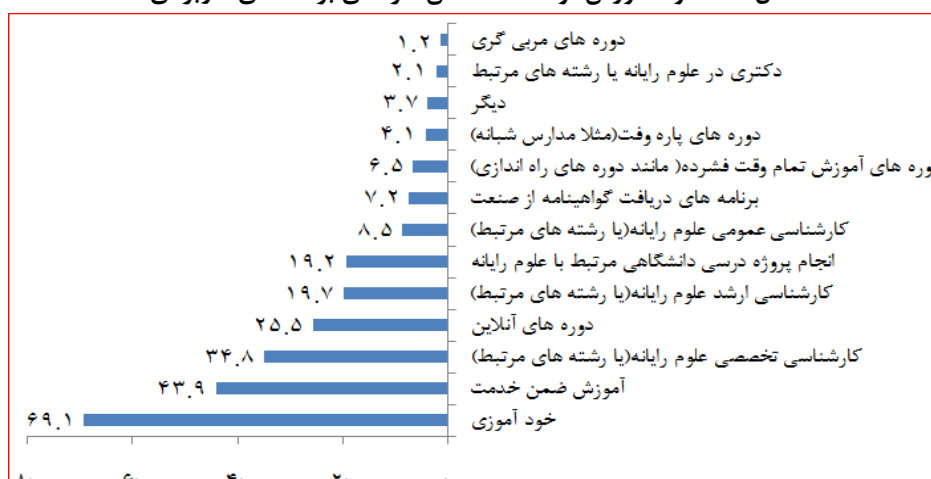 ۱.۲ دوره های مربی گری
۲.۱ دکتری در علوم رایانه یا رشته های مرتبط
۳.۷ دیگر
۴.۱ دوره های پاره وفت(مثلا مدارس شبانه)
۶.۵ وره های آموزش تمام وقت فشرده( مانند دوره های راه اندازی)
۷.۲ برنامه های دریافت گواهینامه از صنعت
۸.۵ کارشناسی عمومی علوم رایانه(یا رشته های مرتبط)
۱۹.۲ انجام پروژه درسی دانشگاهی مرتبط با علوم رایانه
۱۹.۷ کارشناسی ارشد علوم رایانه(یا رشته های مرتبط)
۲۵.۵ دوره های آنلاین
۳۴.۸ کارشناسی تخصصی علوم رایانه(یا رشته های مرتبط)
۴۳.۹ آموزش ضمن خدمت
۶۹.۱ خود آموزی